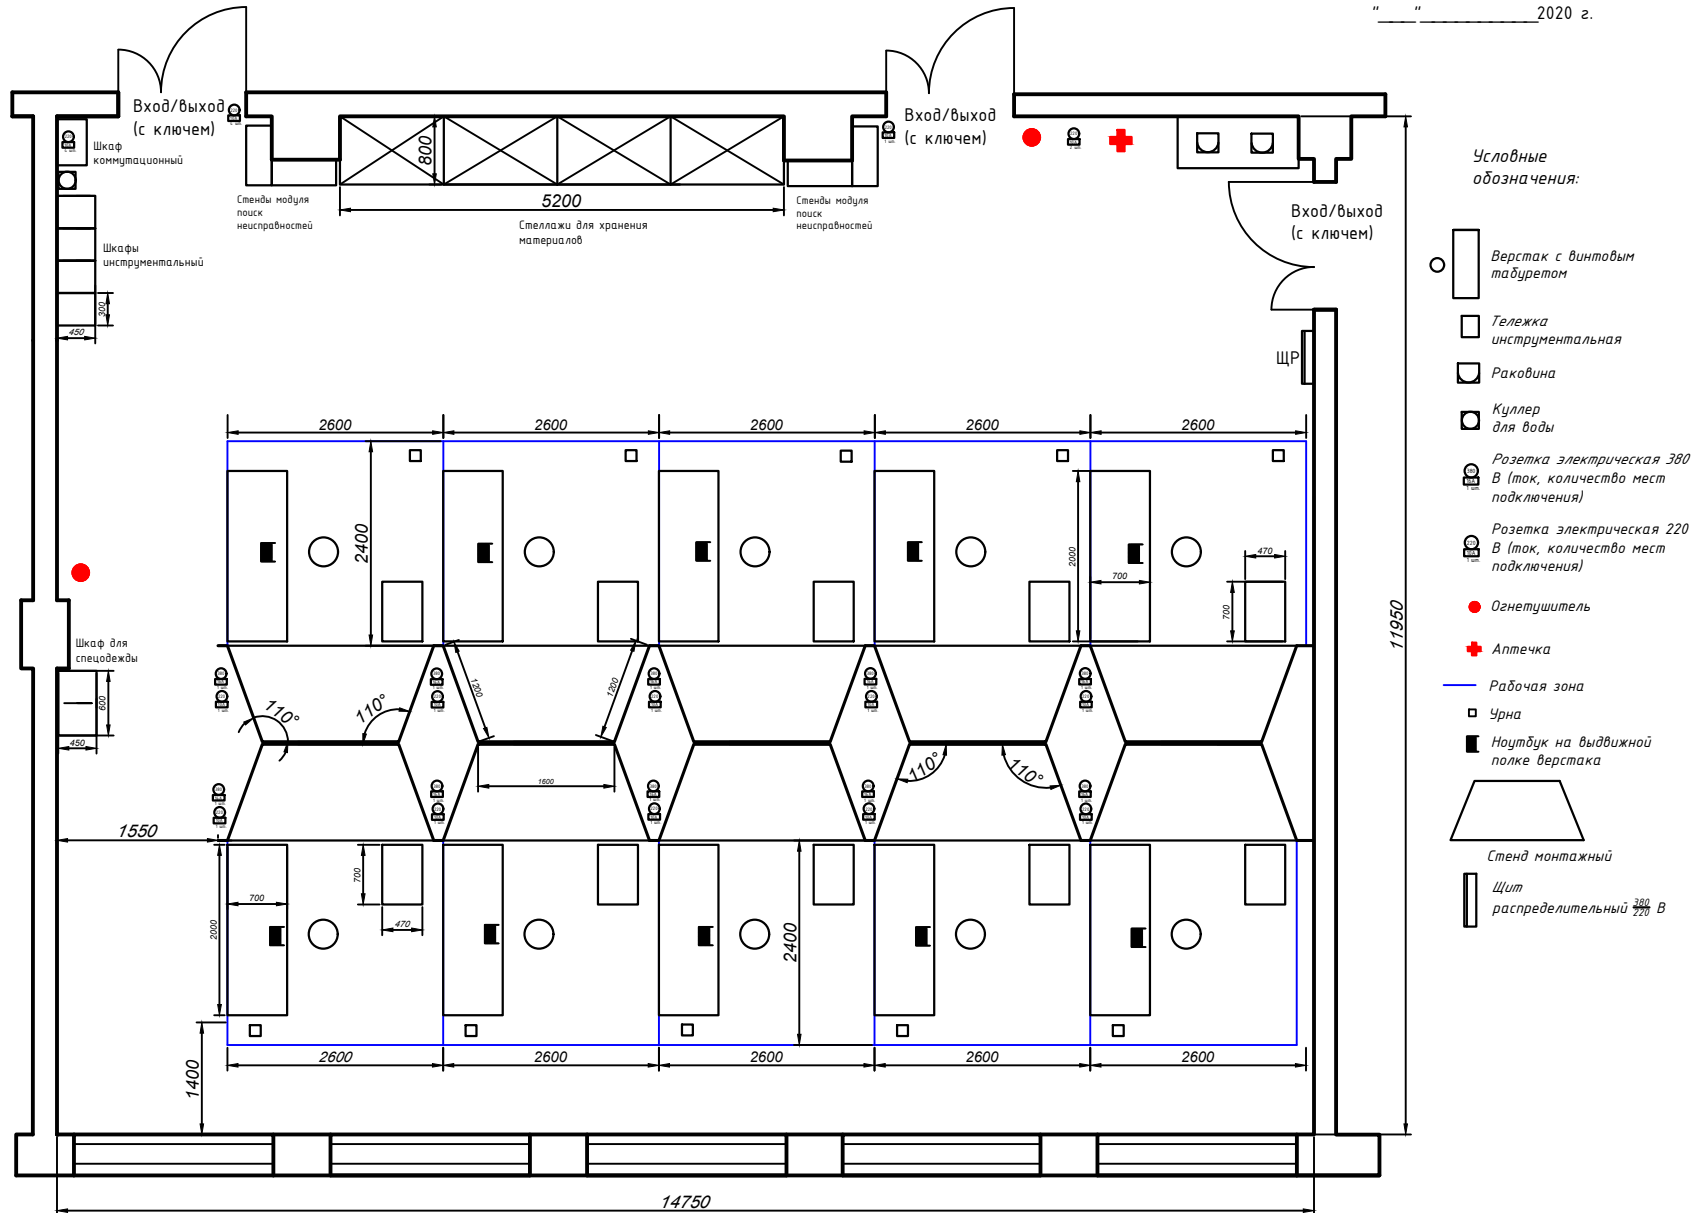 "____"____________2020 г.
Вход/выход
(с ключем)
Вход/выход
(с ключем)
Шкаф
коммутационный
800
Стенды модуля
поиск
неисправностей
5200
Стеллажи для хранения
материалов
Стенды модуля
поиск
неисправностей
Вход/выход
(с ключем)
Шкафы
инструментальный
300
450
ЩР
Условные
обозначения:
Верстак с винтовым
табуретом
Тележка
инструментальная
Раковина
Куллер
для воды
Розетка электрическая 380
В (ток, количество мест
подключения)
Розетка электрическая 220
В (ток, количество мест
подключения)
Огнетушитель
Аптечка
Рабочая зона
Урна
Ноутбук на выдвижной
полке верстака
Стенд монтажный
Щит
распределительный 380/220 В
2600 2600 2600 2600 2600
2400
2000
700
470
700
11950
Шкаф для
спецодежды
600
450
110°
110°
1200
1200
1600
110°
110°
1550
2000
700
700
470
2400
2600 2600 2600 2600 2600
1400
14750